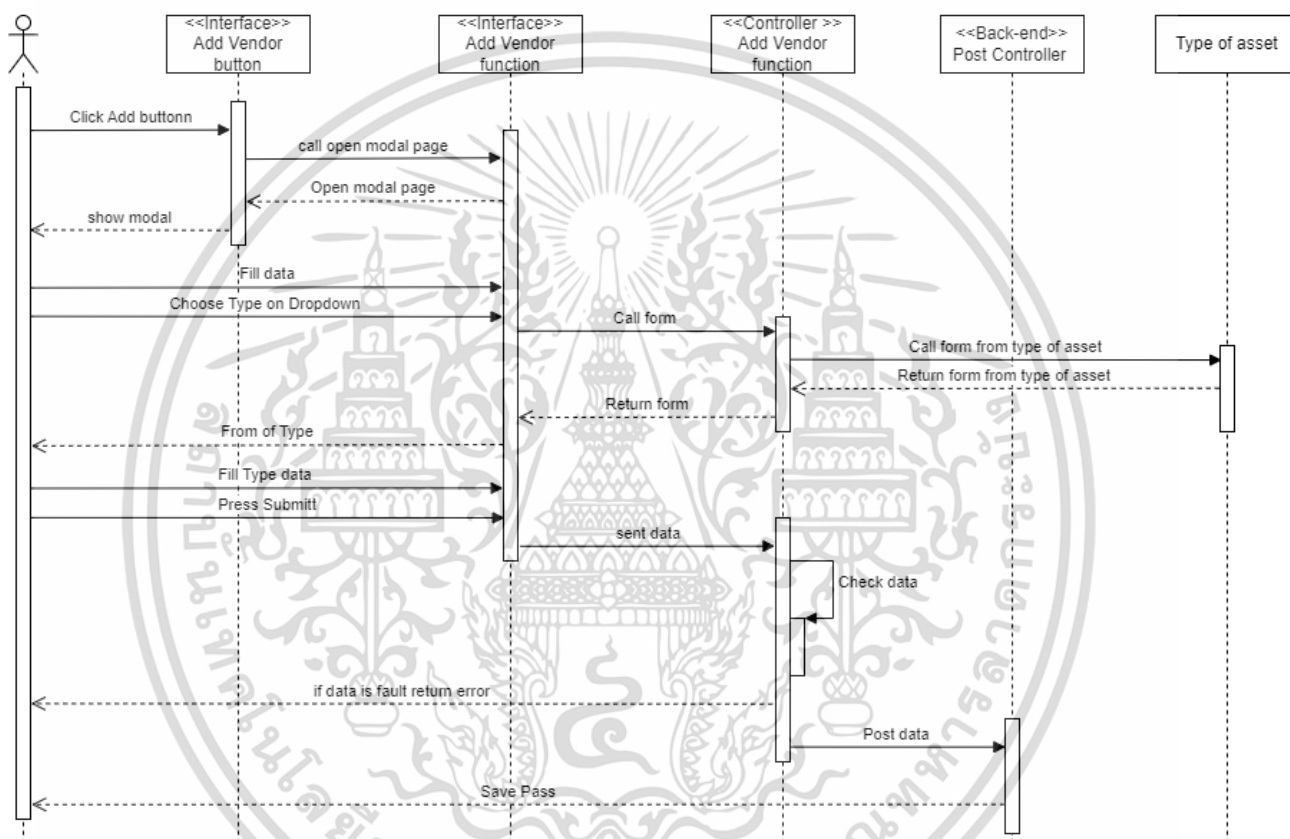 <<Interface>>
Add Vendor
button
<<Interface>>
Add Vendor
function
<<Controller >>
Add Vendor
function
<<Back-end>>
Post Controller
Type of asset
Click Add buttonn
call open modal page
Open modal page
show modal
Fill data
Choose Type on Dropdown
Call form
Call form from type of asset
Return form from type of asset
Return form
From of Type
Fill Type data
Press Submitt
sent data
Check data
if data is fault return error
Post data
Save Pass